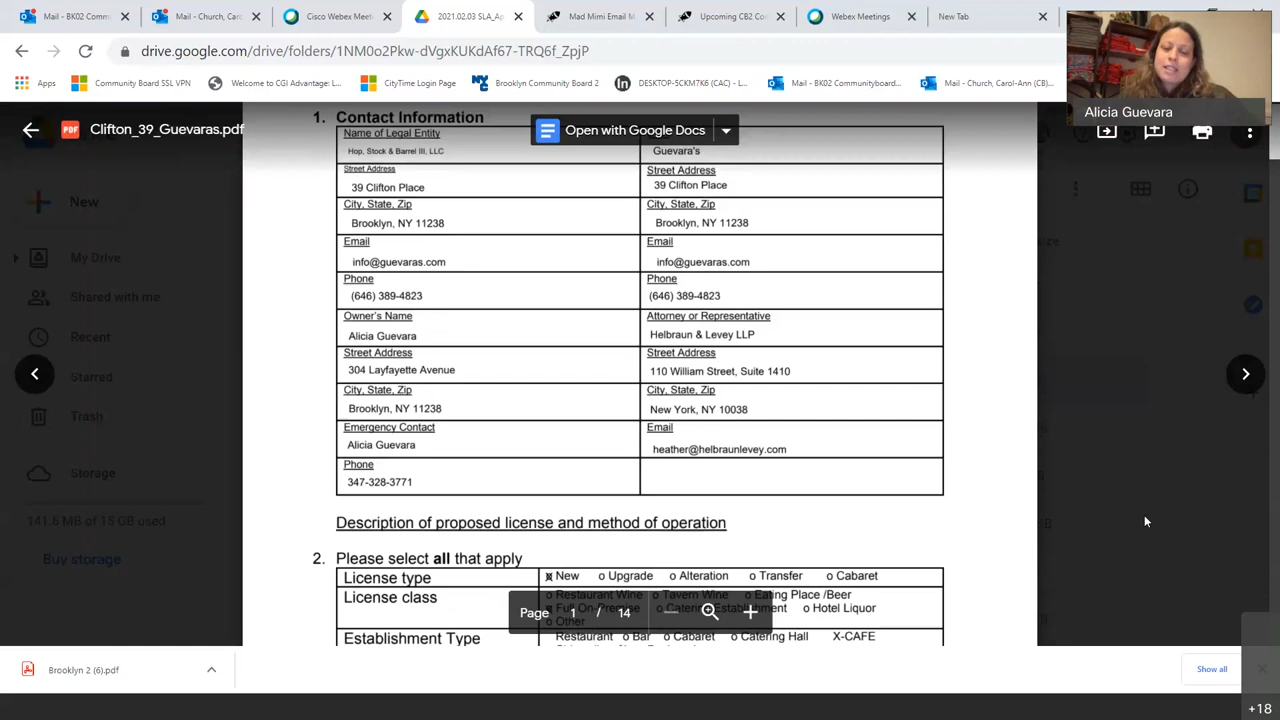 Mail - BK02 Communi
Mail - Church, Carol
Cisco Webex Meet
2021.02.03 SLA_Ap
Mad Mimi Email M
Upcoming CB2 Co
Webex Meetings
New Tab
drive.google.com/drive/folders/1NM0o2Pkw-dVgxKUKdAf67-TRQ6f_ZpjP
Apps
Community Board SSL VPN
Welcome to CGI Advantage...
CityTime Login Page
Brooklyn Community Board 2
DESKTOP-5CKM7K6 (CAC) - L...
Mail - BK02 Communityboar...
Mail - Church, Carol-Ann (CB)...
Alicia Guevara
Clifton_39_Guevaras.pdf
Open with Google Docs
New
My Drive
Shared with me
Recent
Starred
Trash
Storage
141.6 MB of 15 GB used
Buy storage
1. Contact Information
Name of Legal Entity
Hop, Stock & Barrel III, LLC
Guevara's
Street Address
39 Clifton Place
Street Address
39 Clifton Place
City, State, Zip
Brooklyn, NY 11238
City, State, Zip
Brooklyn, NY 11238
Email
info@guevaras.com
Email
info@guevaras.com
Phone
(646) 389-4823
Phone
(646) 389-4823
Owner's Name
Alicia Guevara
Attorney or Representative
Helbraun & Levey LLP
Street Address
304 Layfayette Avenue
Street Address
110 William Street, Suite 1410
City, State, Zip
Brooklyn, NY 11238
City, State, Zip
New York, NY 10038
Emergency Contact
Alicia Guevara
Email
heather@helbraunlevey.com
Phone
347-328-3771
Description of proposed license and method of operation
2. Please select all that apply
License type
x New o Upgrade o Alteration o Transfer o Cabaret
License class
o Restaurant Wine o Tavern Wine o Eating Place /Beer
Full On-Premise o Catering Establishment o Hotel Liquor
o Other
Establishment Type
Restaurant o Bar o Cabaret o Catering Hall X-CAFE
Page 1 / 14
Brooklyn 2 (6).pdf
Show all
+18